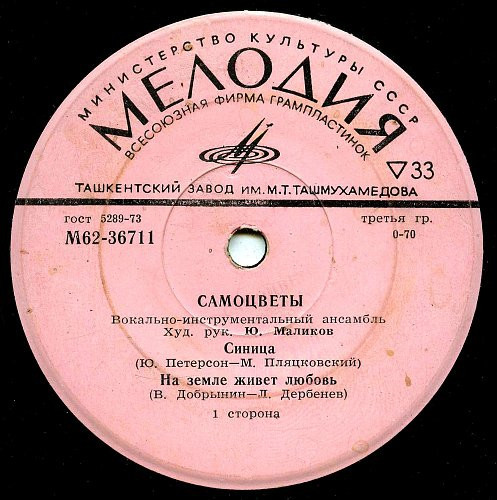 МИНИСТЕРСТВО КУЛЬТУРЫ СССР
МЕЛОДИЯ
ВСЕСОЮЗНАЯ ФИРМА ГРАМПЛАСТИНОК
▽33
ТАШКЕНТСКИЙ ЗАВОД ИМ. М.Т. ТАШМУХАМЕДОВА
гост 5289-73
третья гр.
М62-36711
0-70
САМОЦВЕТЫ
Вокально-инструментальный ансамбль
Худ. рук. Ю. Маликов
Синица
(Ю. Петерсон—М. Пляцковский)
На земле живет любовь
(В. Добрынин—Л. Дербенев)
1 сторона